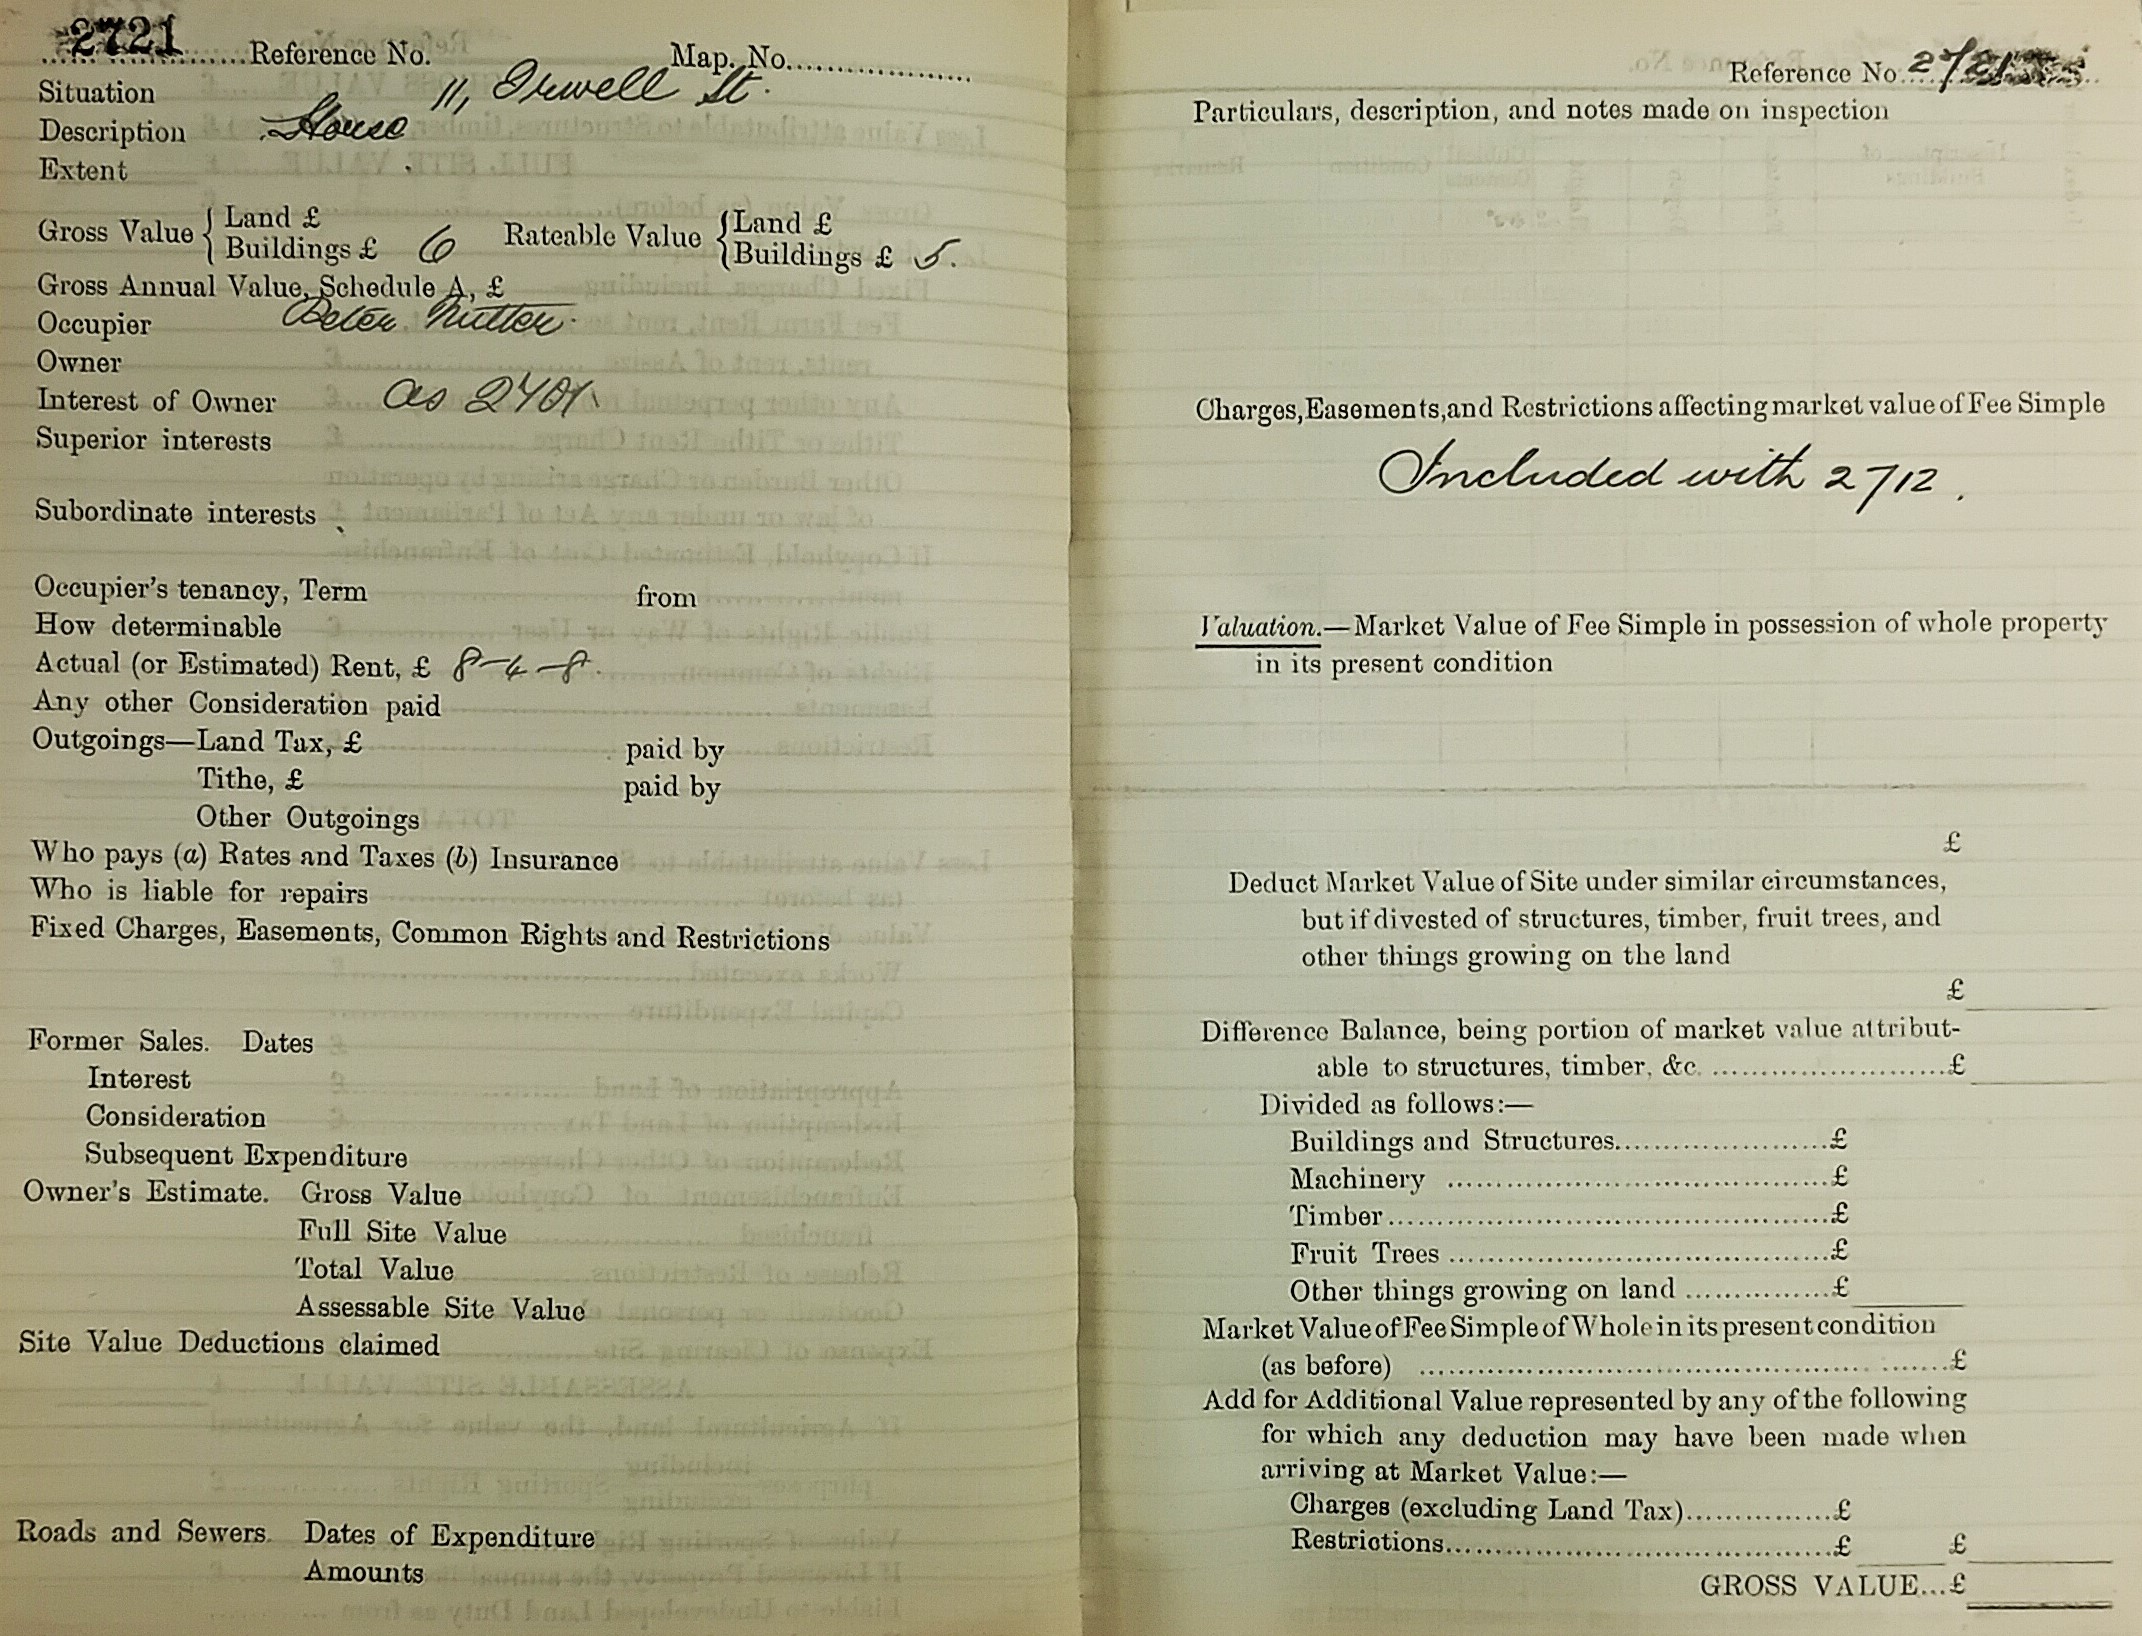 2721 Reference No. Map. No.
Situation 11, Orwell St.
Description House
Extent
Gross Value { Land £
Buildings £ 6 Rateable Value { Land £
Buildings £ 5.
Gross Annual Value, Schedule A, £
Occupier Peter Nutter.
Owner
Interest of Owner as 2701
Superior interests
Subordinate interests
Occupier's tenancy, Term from
How determinable
Actual (or Estimated) Rent, £ 8-4-8.
Any other Consideration paid
Outgoings—Land Tax, £ paid by
Tithe, £ paid by
Other Outgoings
Who pays (a) Rates and Taxes (b) Insurance
Who is liable for repairs
Fixed Charges, Easements, Common Rights and Restrictions
Former Sales. Dates
Interest
Consideration
Subsequent Expenditure
Owner's Estimate. Gross Value
Full Site Value
Total Value
Assessable Site Value
Site Value Deductions claimed
Roads and Sewers. Dates of Expenditure
Amounts
Reference No. 2721
Particulars, description, and notes made on inspection
Charges, Easements, and Restrictions affecting market value of Fee Simple
Included with 2712.
Valuation.—Market Value of Fee Simple in possession of whole property
in its present condition
£
Deduct Market Value of Site under similar circumstances,
but if divested of structures, timber, fruit trees, and
other things growing on the land
£
Difference Balance, being portion of market value attribut-
able to structures, timber, &c. £
Divided as follows:—
Buildings and Structures £
Machinery £
Timber £
Fruit Trees £
Other things growing on land £
Market Value of Fee Simple of Whole in its present condition
(as before) £
Add for Additional Value represented by any of the following
for which any deduction may have been made when
arriving at Market Value:—
Charges (excluding Land Tax) £
Restrictions £ £
GROSS VALUE...£